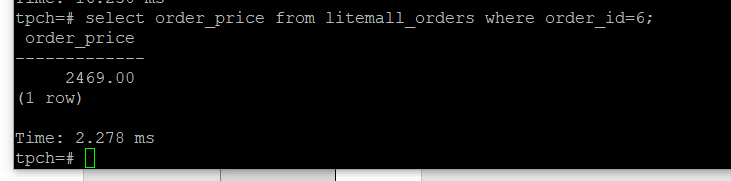 tpch=# select order_price from litemall_orders where order_id=6;
order_price
-------------
2469.00
(1 row)
Time: 2.278 ms
tpch=#